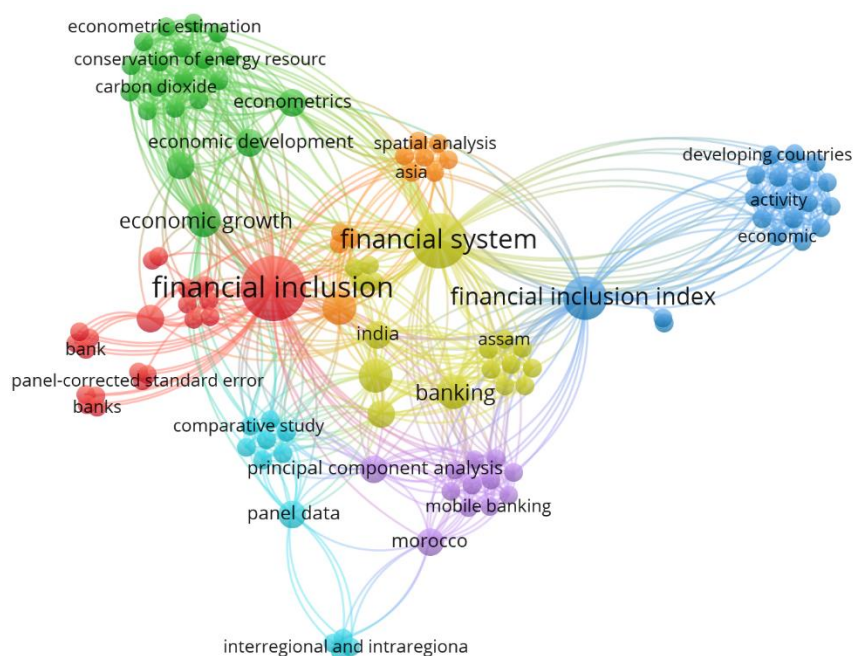 econometric estimation
conservation of energy resourc
carbon dioxide
econometrics
economic development
spatial analysis
asia
developing countries
activity
economic
economic growth
financial system
financial inclusion
financial inclusion index
india
assam
bank
panel-corrected standard error
banks
banking
comparative study
principal component analysis
mobile banking
panel data
morocco
interregional and intraregiona